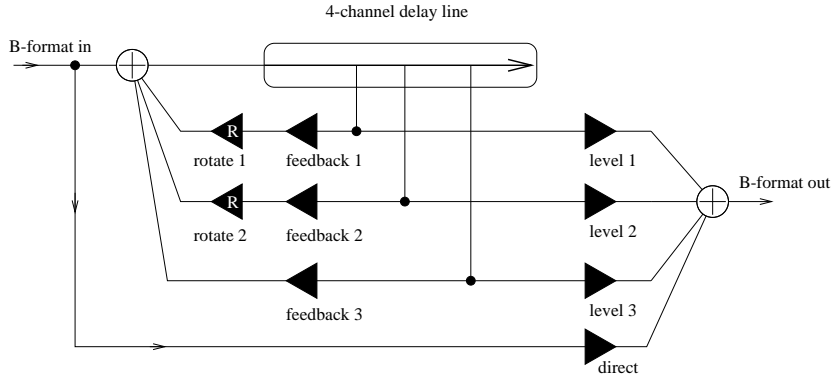 4-channel delay line
B-format in
R
rotate 1
feedback 1
level 1
B-format out
R
rotate 2
feedback 2
level 2
feedback 3
level 3
direct